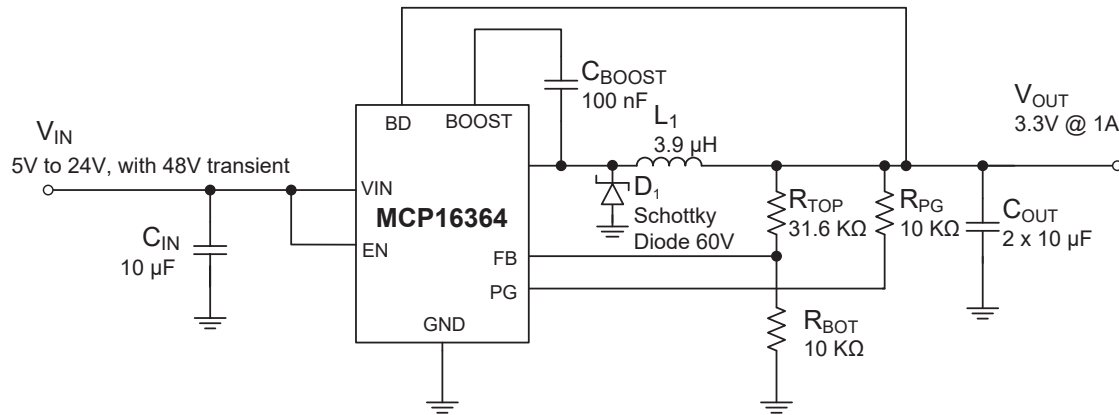 BD
BOOST
C_BOOST
100 nF
V_IN
5V to 24V, with 48V transient
L₁
3.9 µH
V_OUT
3.3V @ 1A
VIN
MCP16364
EN
FB
PG
GND
C_IN
10 µF
D₁
Schottky
Diode 60V
R_TOP
31.6 KΩ
R_PG
10 KΩ
C_OUT
2 x 10 µF
R_BOT
10 KΩ